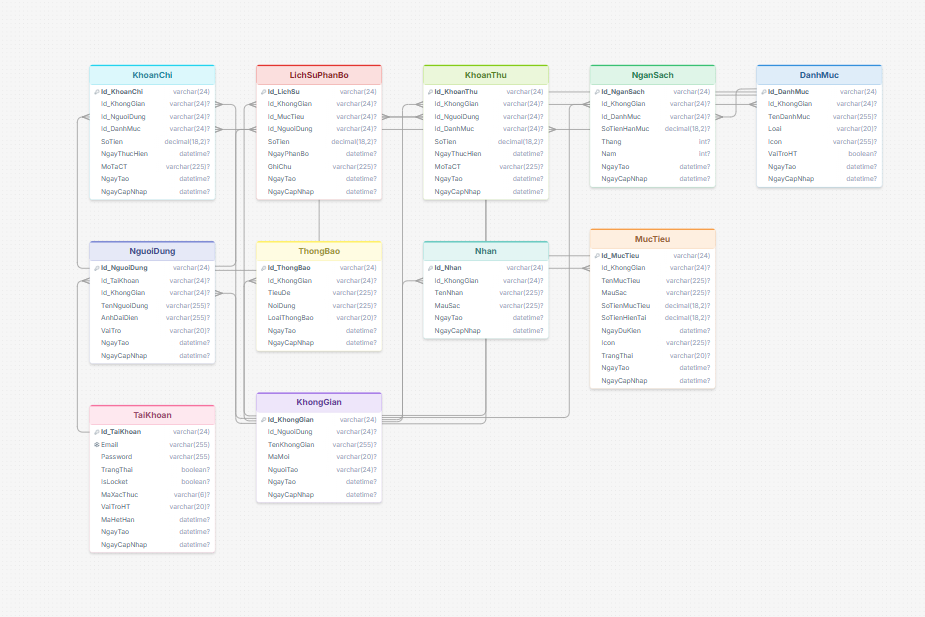 KhoanChi
Id_KhoanChi varchar(24)
Id_KhongGian varchar(24)?
Id_NguoiDung varchar(24)?
Id_DanhMuc varchar(24)?
SoTien decimal(18,2)?
NgayThucHien datetime?
MoTaCT varchar(225)?
NgayTao datetime?
NgayCapNhap datetime?
LichSuPhanBo
Id_LichSu varchar(24)
Id_KhongGian varchar(24)?
Id_MucTieu varchar(24)?
Id_NguoiDung varchar(24)?
SoTien decimal(18,2)?
NgayPhanBo datetime?
GhiChu varchar(225)?
NgayTao datetime?
NgayCapNhap datetime?
KhoanThu
Id_KhoanThu varchar(24)
Id_KhongGian varchar(24)?
Id_NguoiDung varchar(24)?
Id_DanhMuc varchar(24)?
SoTien decimal(18,2)?
NgayThucHien datetime?
MoTaCT varchar(225)?
NgayTao datetime?
NgayCapNhap datetime?
NganSach
Id_NganSach varchar(24)
Id_KhongGian varchar(24)?
Id_DanhMuc varchar(24)?
SoTienHanMuc decimal(18,2)?
Thang int?
Nam int?
NgayTao datetime?
NgayCapNhap datetime?
DanhMuc
Id_DanhMuc varchar(24)
Id_KhongGian varchar(24)?
TenDanhMuc varchar(255)?
Loai varchar(20)?
Icon varchar(255)?
VaiTroHT boolean?
NgayTao datetime?
NgayCapNhap datetime?
NguoiDung
Id_NguoiDung varchar(24)
Id_TaiKhoan varchar(24)?
Id_KhongGian varchar(24)?
TenNguoiDung varchar(255)?
AnhDaiDien varchar(255)?
VaiTro varchar(20)?
NgayTao datetime?
NgayCapNhap datetime?
ThongBao
Id_ThongBao varchar(24)
Id_KhongGian varchar(24)?
TieuDe varchar(225)?
NoiDung varchar(225)?
LoaiThongBao varchar(20)?
NgayTao datetime?
NgayCapNhap datetime?
Nhan
Id_Nhan varchar(24)
Id_KhongGian varchar(24)?
TenNhan varchar(225)?
MauSac varchar(225)?
NgayTao datetime?
NgayCapNhap datetime?
MucTieu
Id_MucTieu varchar(24)
Id_KhongGian varchar(24)?
TenMucTieu varchar(225)?
MauSac varchar(225)?
SoTienMucTieu decimal(18,2)?
SoTienHienTai decimal(18,2)?
NgayDuKien datetime?
Icon varchar(225)?
TrangThai varchar(20)?
NgayTao datetime?
NgayCapNhap datetime?
TaiKhoan
Id_TaiKhoan varchar(24)
Email varchar(255)
Password varchar(255)
TrangThai boolean?
IsLocket boolean?
MaXacThuc varchar(6)?
VaiTroHT varchar(20)?
MaHetHan datetime?
NgayTao datetime?
NgayCapNhap datetime?
KhongGian
Id_KhongGian varchar(24)
Id_NguoiDung varchar(24)?
TenKhongGian varchar(255)?
MaMoi varchar(20)?
NguoiTao varchar(24)?
NgayTao datetime?
NgayCapNhap datetime?